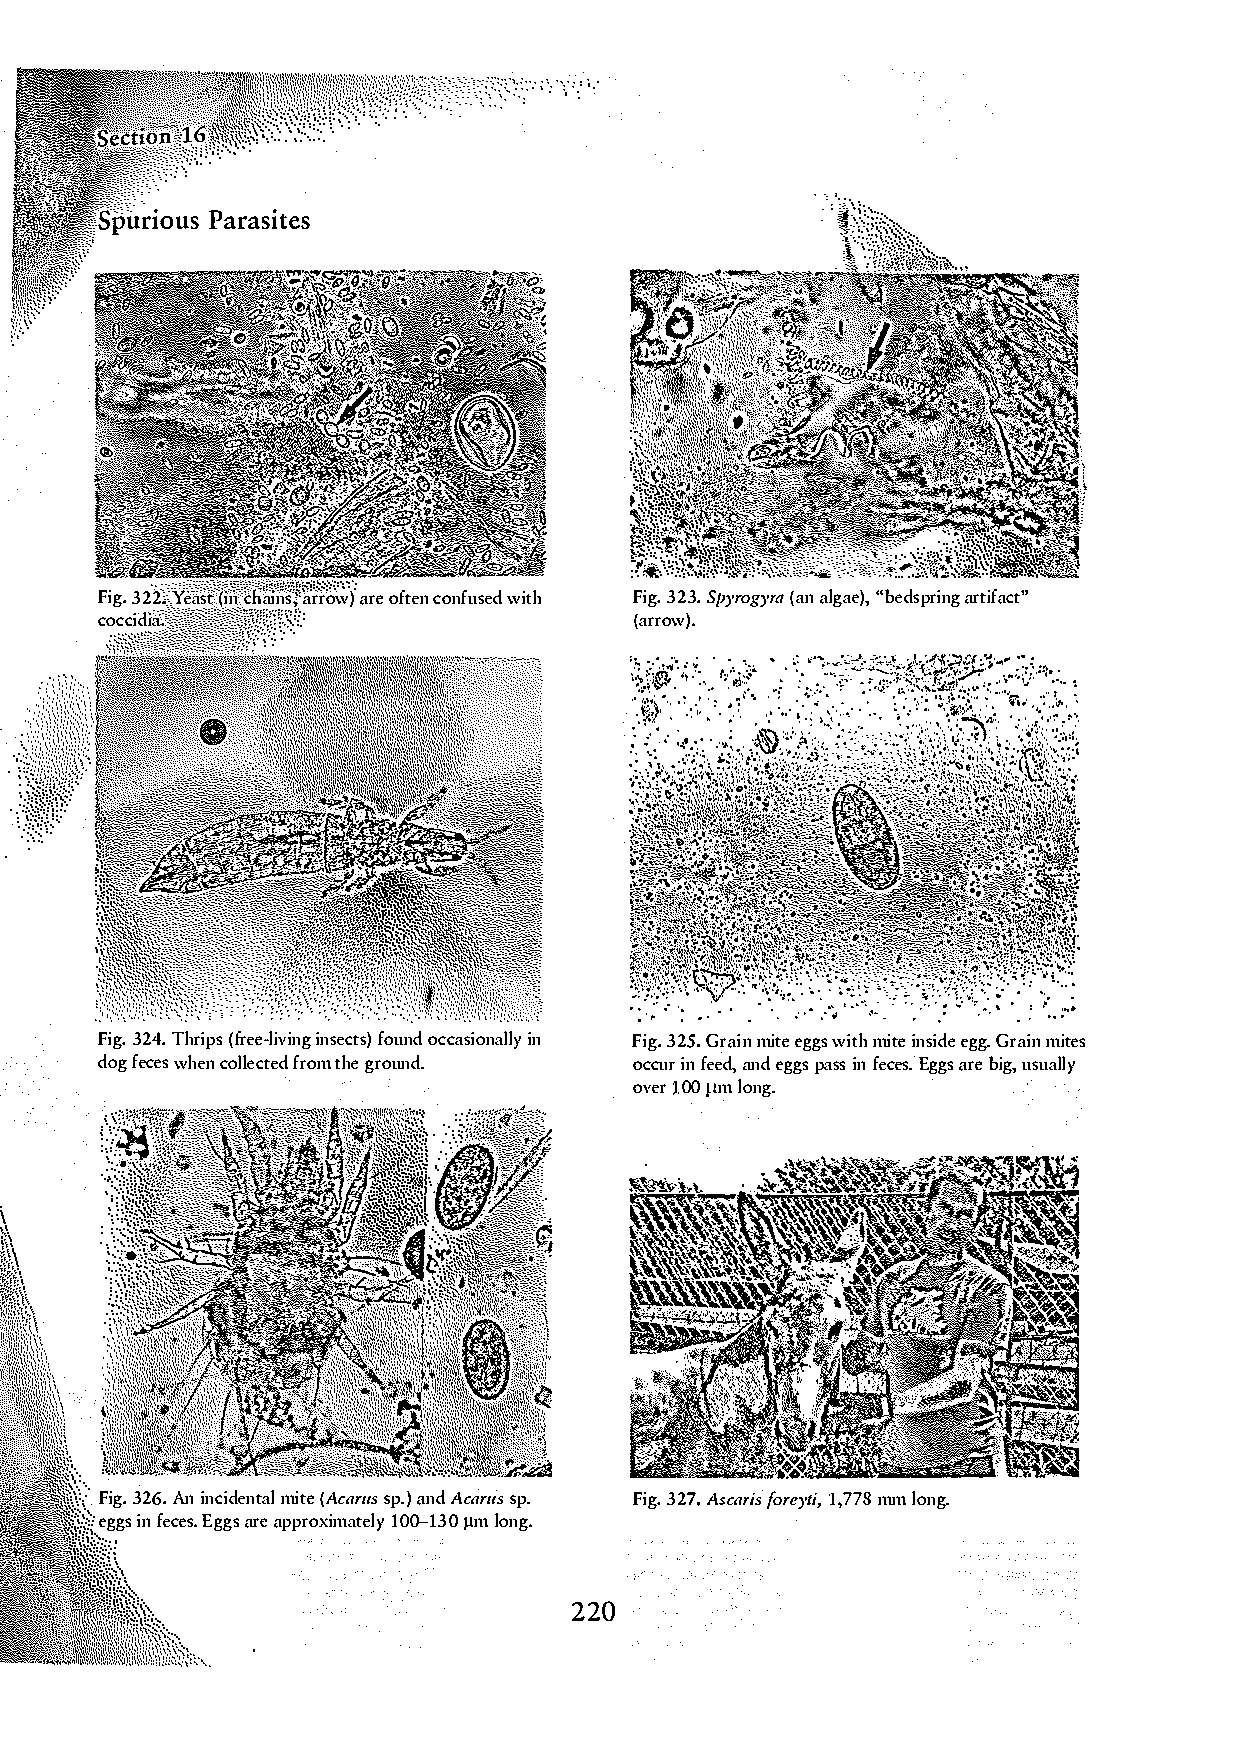 Section 16
Spurious Parasites
Fig. 322. Yeast (in chains, arrow) are often confused with
coccidia.
Fig. 323. Spyrogyra (an algae), “bedspring artifact”
(arrow).
Fig. 324. Thrips (free-living insects) found occasionally in
dog feces when collected from the ground.
Fig. 325. Grain mite eggs with mite inside egg. Grain mites
occur in feed, and eggs pass in feces. Eggs are big, usually
over 100 µm long.
Fig. 326. An incidental mite (Acarus sp.) and Acarus sp.
eggs in feces. Eggs are approximately 100–130 µm long.
Fig. 327. Ascaris foreyti, 1,778 mm long.
220